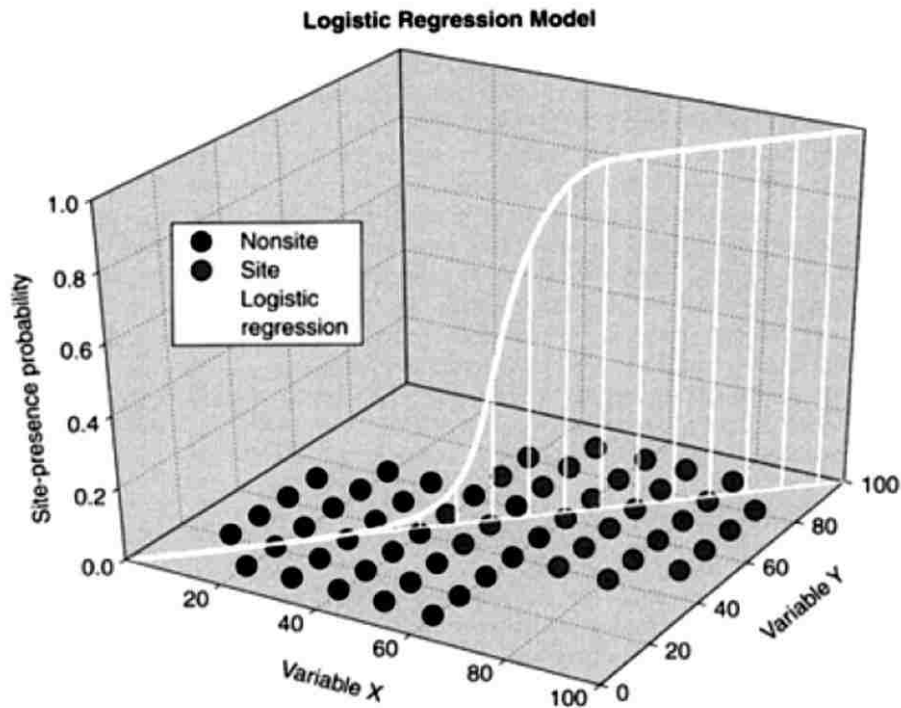 Logistic Regression Model
1.0
0.8
0.6
0.4
0.2
0.0
Site-presence probability
Nonsite
Site
Logistic
regression
20
40
60
80
100
Variable X
0
20
40
60
80
100
Variable Y